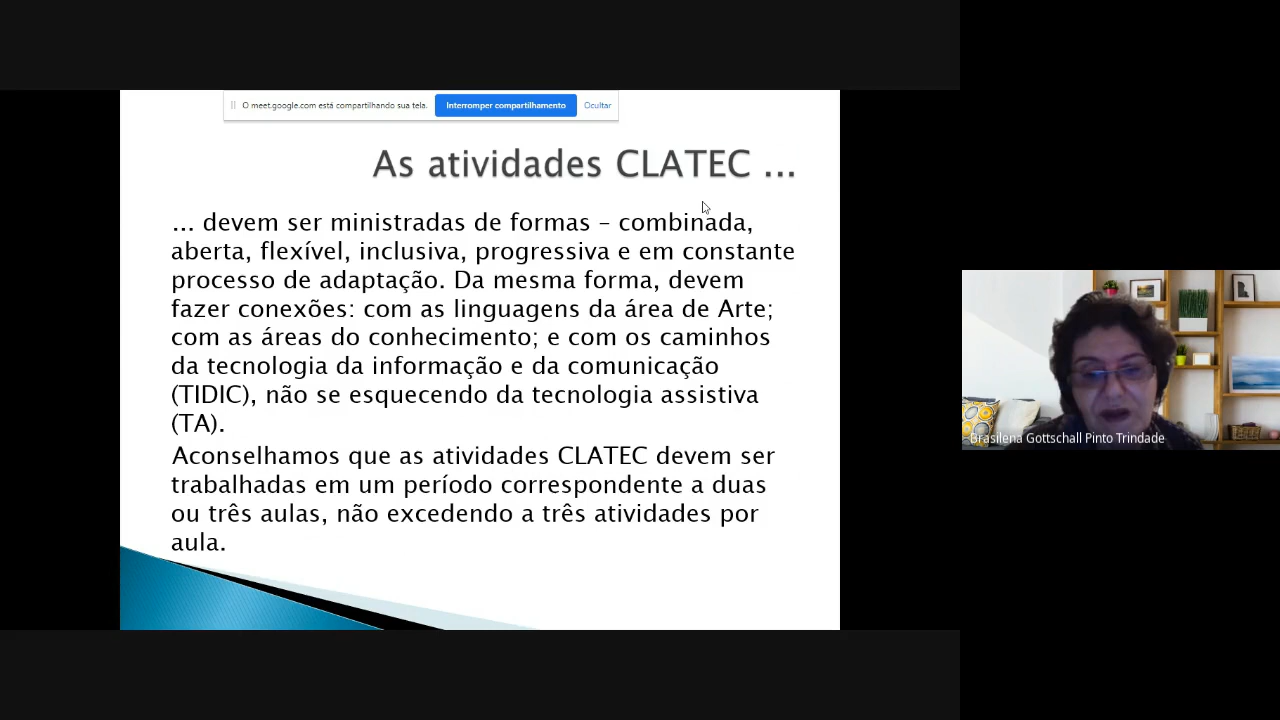 O meet.google.com está compartilhando sua tela.
Interromper compartilhamento
Ocultar
As atividades CLATEC ...
... devem ser ministradas de formas – combinada,
aberta, flexível, inclusiva, progressiva e em constante
processo de adaptação. Da mesma forma, devem
fazer conexões: com as linguagens da área de Arte;
com as áreas do conhecimento; e com os caminhos
da tecnologia da informação e da comunicação
(TIDIC), não se esquecendo da tecnologia assistiva
(TA).
Aconselhamos que as atividades CLATEC devem ser
trabalhadas em um período correspondente a duas
ou três aulas, não excedendo a três atividades por
aula.
Brasilena Gottschall Pinto Trindade